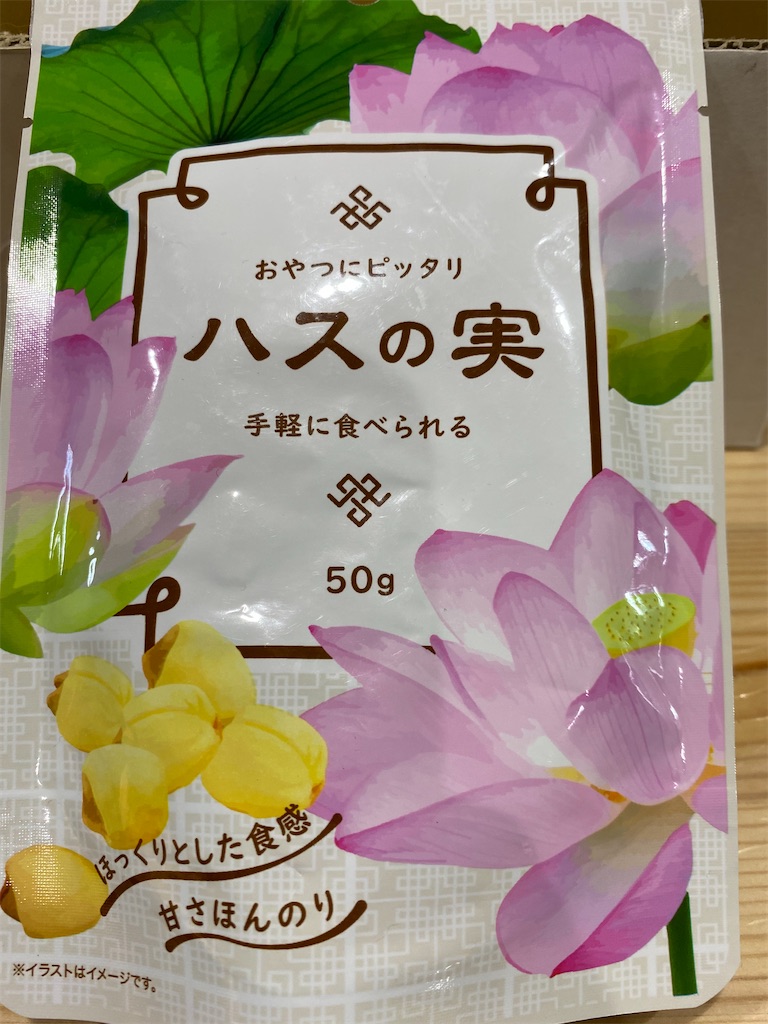 おやつにピッタリ
ハスの実
手軽に食べられる
50g
ほっくりとした食感
甘さほんのり
※イラストはイメージです。